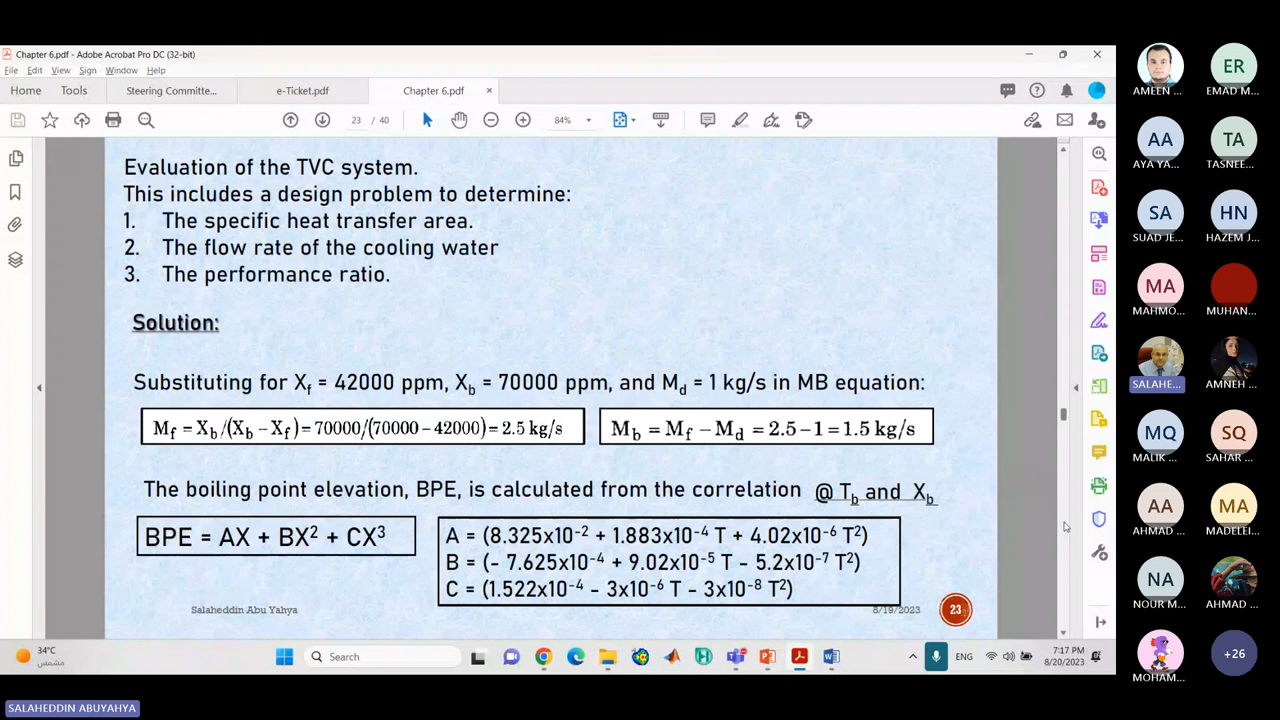 Chapter 6.pdf - Adobe Acrobat Pro DC (32-bit)
File Edit View Sign Window Help
Home Tools Steering Committe... e-Ticket.pdf Chapter 6.pdf ×
23 / 40 84%
Evaluation of the TVC system.
This includes a design problem to determine:
1. The specific heat transfer area.
2. The flow rate of the cooling water
3. The performance ratio.
Solution:
Substituting for Xf = 42000 ppm, Xb = 70000 ppm, and Md = 1 kg/s in MB equation:
Mf = Xb/(Xb − Xf) = 70000/(70000 − 42000) = 2.5 kg/s
Mb = Mf − Md = 2.5 − 1 = 1.5 kg/s
The boiling point elevation, BPE, is calculated from the correlation @ Tb and Xb
BPE = AX + BX² + CX³
A = (8.325x10⁻² + 1.883x10⁻⁴ T + 4.02x10⁻⁶ T²)
B = (- 7.625x10⁻⁴ + 9.02x10⁻⁵ T - 5.2x10⁻⁷ T²)
C = (1.522x10⁻⁴ - 3x10⁻⁶ T - 3x10⁻⁸ T²)
Salaheddin Abu Yahya 8/19/2023 23
34°C
مشمس
Search
ENG
7:17 PM
8/20/2023
SALAHEDDIN ABUYAHYA
ER
AMEEN ... EMAD M...
AA TA
AYA YA... TASNEE...
SA HN
SUAD JE... HAZEM J...
MA
MAHMO... MUHAN...
SALAHE... AMNEH ...
MQ SQ
MALIK ... SAHAR ...
AA MA
AHMAD ... MADELEI...
NA
NOUR M... AHMAD ...
+26
MOHAM...